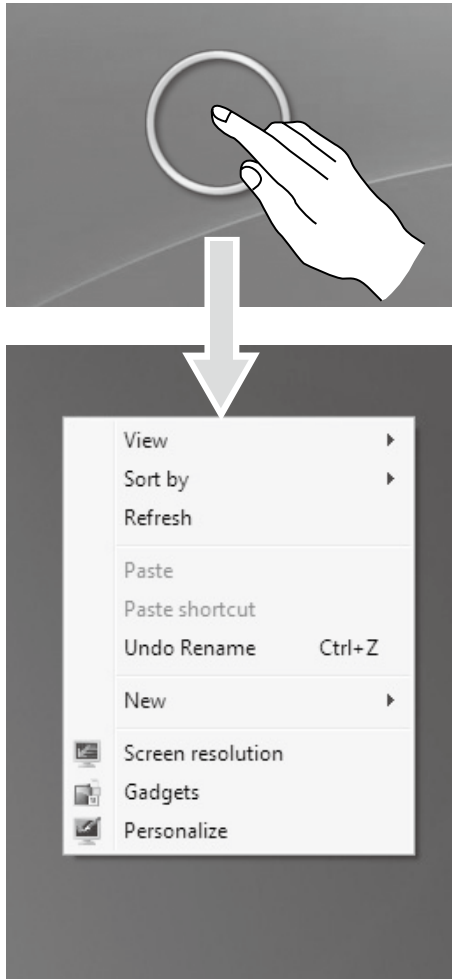 View
Sort by
Refresh
Paste
Paste shortcut
Undo Rename Ctrl+Z
New
Screen resolution
Gadgets
Personalize